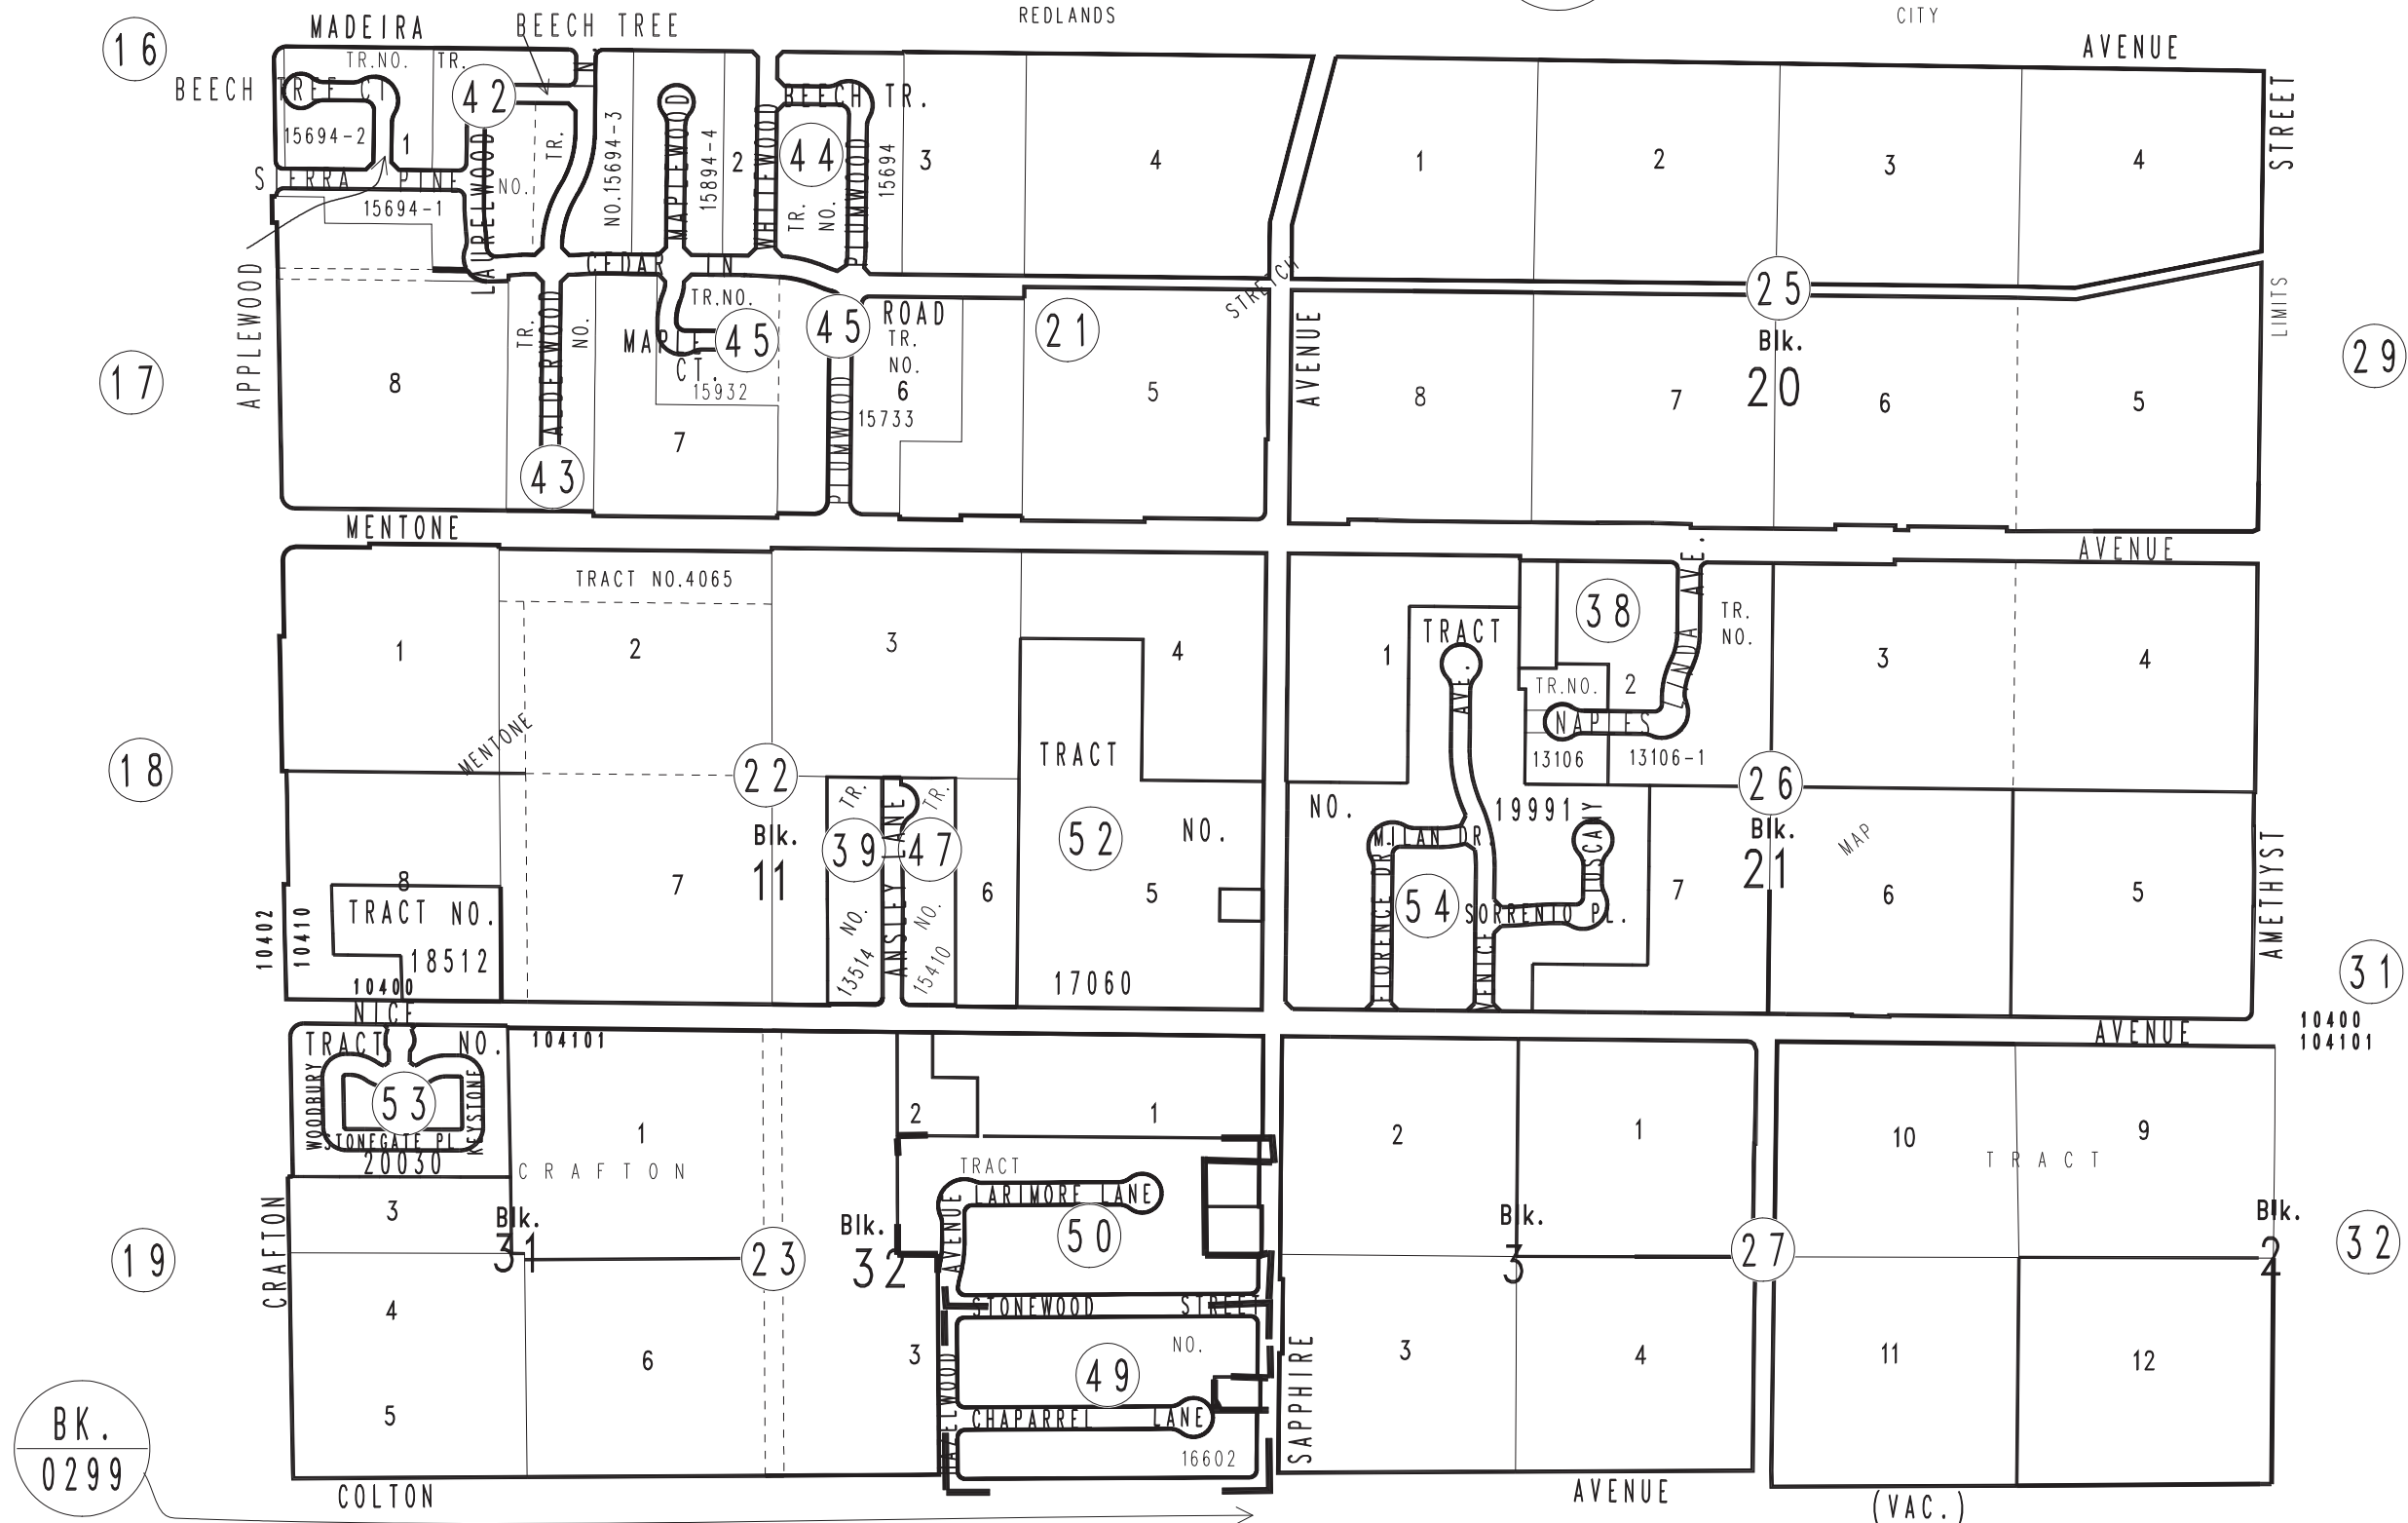 REDLANDS
CITY
MADEIRA
BEECH TREE
AVENUE
16
TR.NO.
TR.
N
BEECH TREE CT
42
BEECH TR.
STREET
15694-2
1
LAURELWOOD
TR.
NO.
NO.15694-3
MAPLEWOOD
15894-4
2
WHITEWOOD
44
TR.
NO.
PLUMWOOD
15694
3
4
1
2
3
4
SIERRA PINE
15694-1
CEDAR LN
APPLEWOOD
STRETCH
25
LIMITS
17
8
TR.
ALDERWOOD
NO.
TR.NO.
MAPLE
CT.
45
15932
7
45
ROAD
TR.
NO.
6
15733
PLUMWOOD
21
5
AVENUE
8
7
Blk.
20
6
5
29
43
MENTONE
AVENUE
TRACT NO.4065
1
2
3
4
TRACT
1
AVE.
38
TR.NO.
2
LINDA AVE.
TR.
NO.
NAPLES
13106
13106-1
3
4
18
MENTONE
22
TRACT
52
NO.
NO.
19991
26
Blk.
21
MAP
Blk.
11
TR.
39
NO.
13514
ANSLEY LANE
TR.
47
NO.
15410
MILAN DR.
FLORENCE DR.
54
SORRENTO PL.
TUSCANY
VENICE
8
7
6
5
7
6
5
AMETHYST
TRACT NO.
18512
10402
10410
17060
31
10400
NICE
AVENUE
10400
104101
TRACT NO.
104101
WOODBURY
53
KEYSTONE
STONEGATE PL
20030
1
CRAFTON
2
1
2
1
10
9
TRACT
TRACT
LARIMORE LANE
AVENUE
50
19
CRAFTON
3
Blk.
31
23
Blk.
32
Blk.
3
27
Blk.
2
32
STONEWOOD STREET
4
6
3
NO.
49
HAZELWOOD
CHAPARREL LANE
16602
SAPPHIRE
3
4
11
12
5
BK.
0299
COLTON
AVENUE
(VAC.)